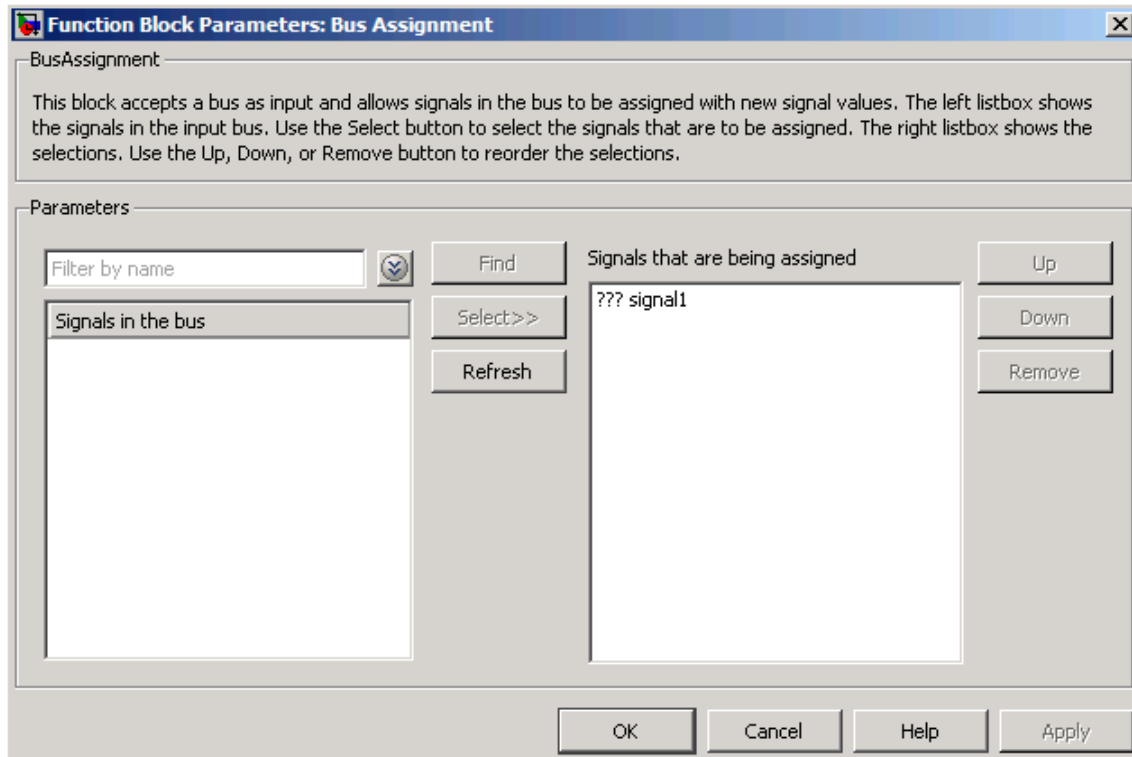 Function Block Parameters: Bus Assignment
BusAssignment
This block accepts a bus as input and allows signals in the bus to be assigned with new signal values. The left listbox shows
the signals in the input bus. Use the Select button to select the signals that are to be assigned. The right listbox shows the
selections. Use the Up, Down, or Remove button to reorder the selections.
Parameters
Filter by name
Find
Signals that are being assigned
Up
Signals in the bus
Select>>
??? signal1
Down
Refresh
Remove
OK
Cancel
Help
Apply